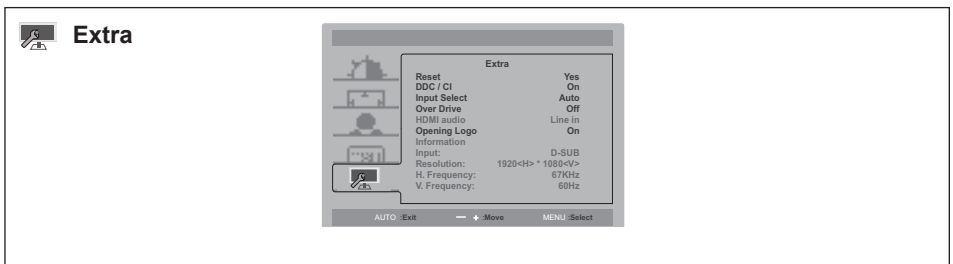 Extra
Extra
Reset Yes
DDC / CI On
Input Select Auto
Over Drive Off
HDMI audio Line in
Opening Logo On
Information
Input: D-SUB
Resolution: 1920<H> * 1080<V>
H. Frequency: 67KHz
V. Frequency: 60Hz
AUTO :Exit — + :Move MENU :Select